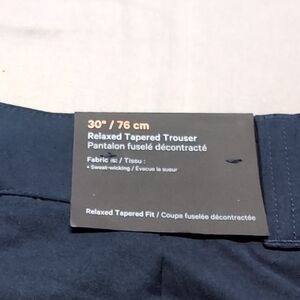 30" / 76 cm
Relaxed Tapered Trouser
Pantalon fuselé décontracté
Fabric is: / Tissu :
• Sweat-wicking / Évacue la sueur
Relaxed Tapered Fit / Coupe fuselée décontractée